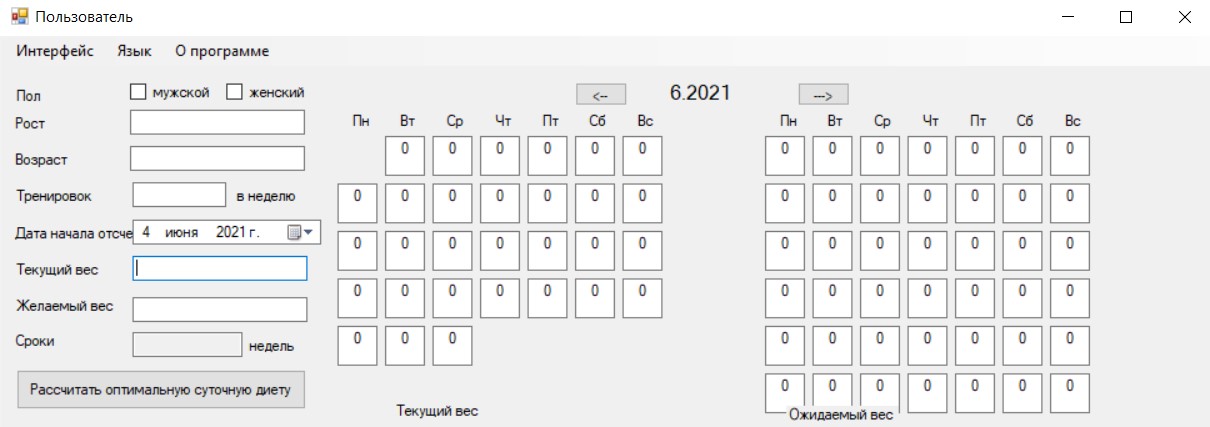 Пользователь
Интерфейс Язык О программе
Пол мужской женский
Рост
Возраст
Тренировок в неделю
Дата начала отсче 4 июня 2021 г.
Текущий вес
Желаемый вес
Сроки недель
Рассчитать оптимальную суточную диету
<-- 6.2021 --->
Пн Вт Ср Чт Пт Сб Вс
0 0 0 0 0 0
0 0 0 0 0 0 0
0 0 0 0 0 0 0
0 0 0 0 0 0 0
0 0 0
Текущий вес
Пн Вт Ср Чт Пт Сб Вс
0 0 0 0 0 0 0
0 0 0 0 0 0 0
0 0 0 0 0 0 0
0 0 0 0 0 0 0
0 0 0 0 0 0 0
0 0 0 0 0 0 0
Ожидаемый вес